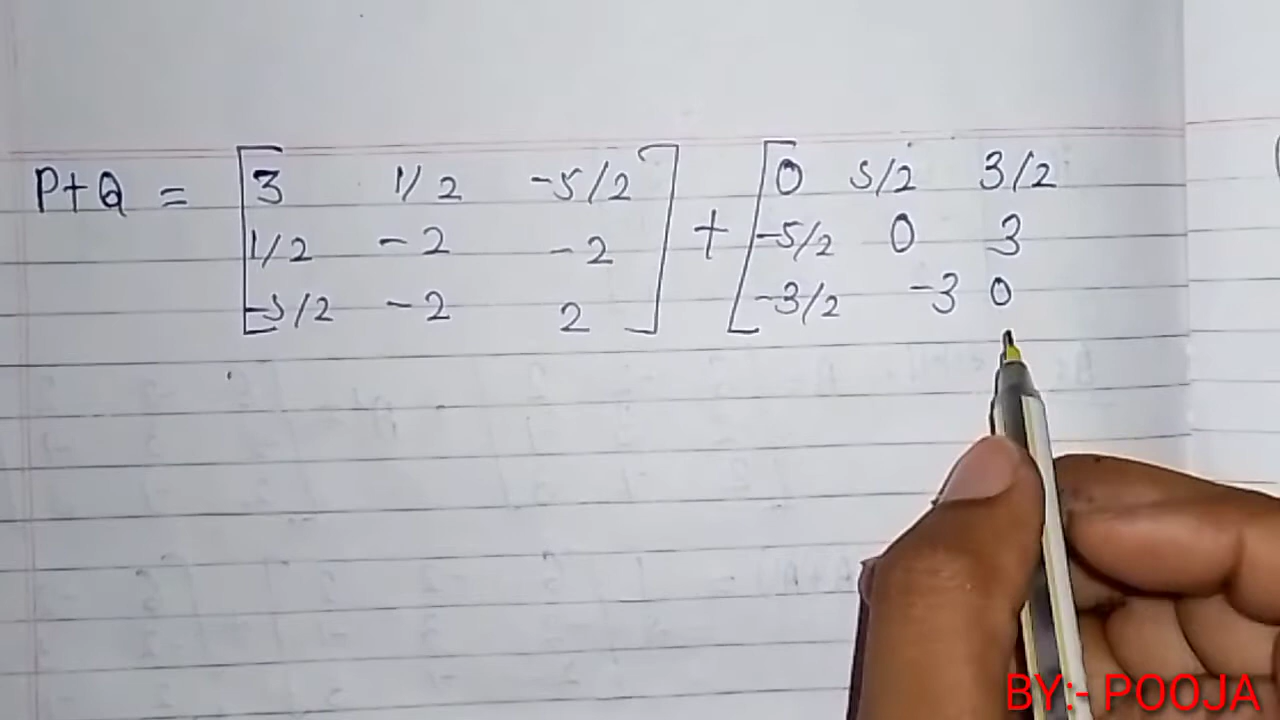 P+Q = [3 1/2 -5/2] + [0 5/2 3/2
1/2 -2 -2 -5/2 0 3
-5/2 -2 2 -3/2 -3 0
BY:- POOJA